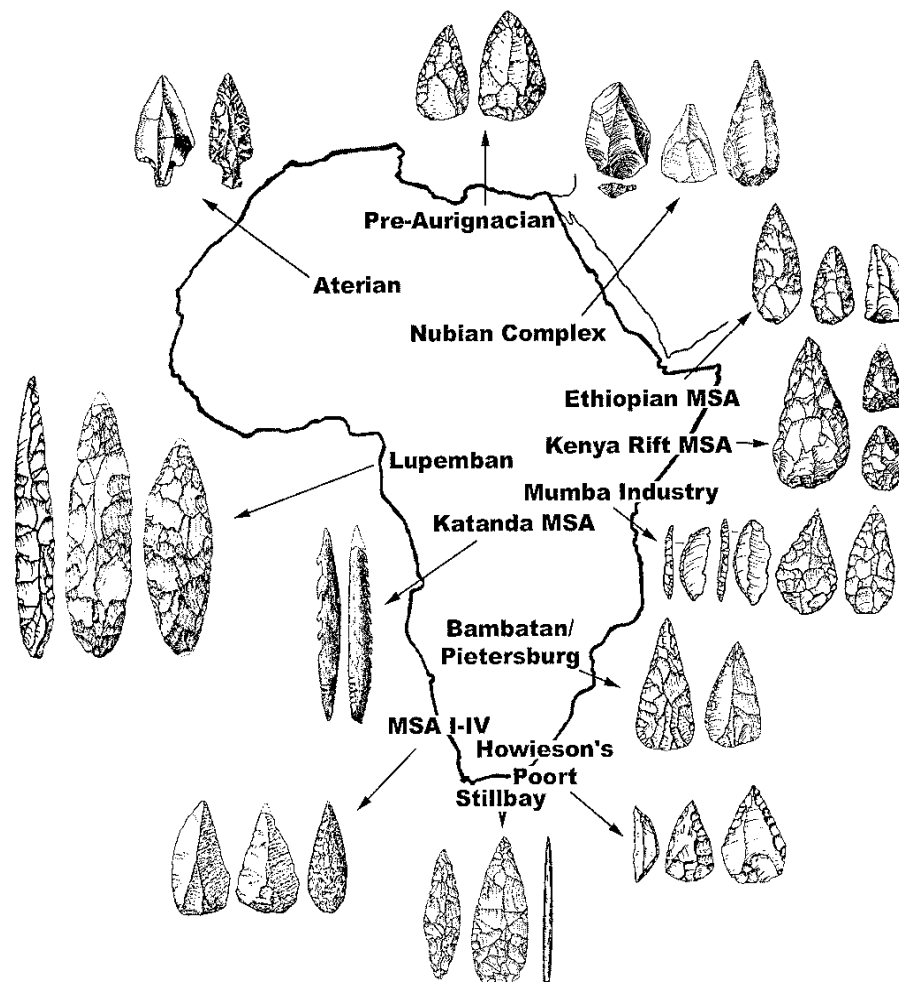 Pre-Aurignacian
Aterian
Nubian Complex
Ethiopian MSA
Kenya Rift MSA
Lupemban
Mumba Industry
Katanda MSA
Bambatan/
Pietersburg
MSA I-IV
Howieson's
Poort
Stillbay